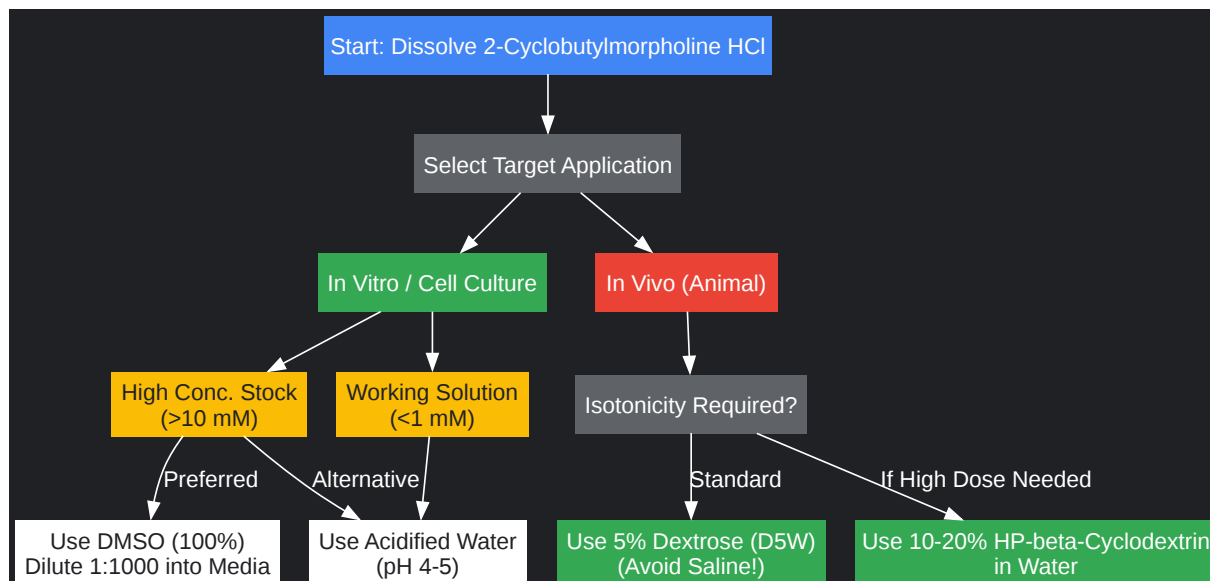 Start: Dissolve 2-Cyclobutylmorpholine HCl
Select Target Application
In Vitro / Cell Culture
In Vivo (Animal)
High Conc. Stock
(>10 mM)
Working Solution
(<1 mM)
Isotonicity Required?
Preferred
Alternative
Standard
If High Dose Needed
Use DMSO (100%)
Dilute 1:1000 into Media
Use Acidified Water
(pH 4-5)
Use 5% Dextrose (D5W)
(Avoid Saline!)
Use 10-20% HP-beta-Cyclodextrin
in Water